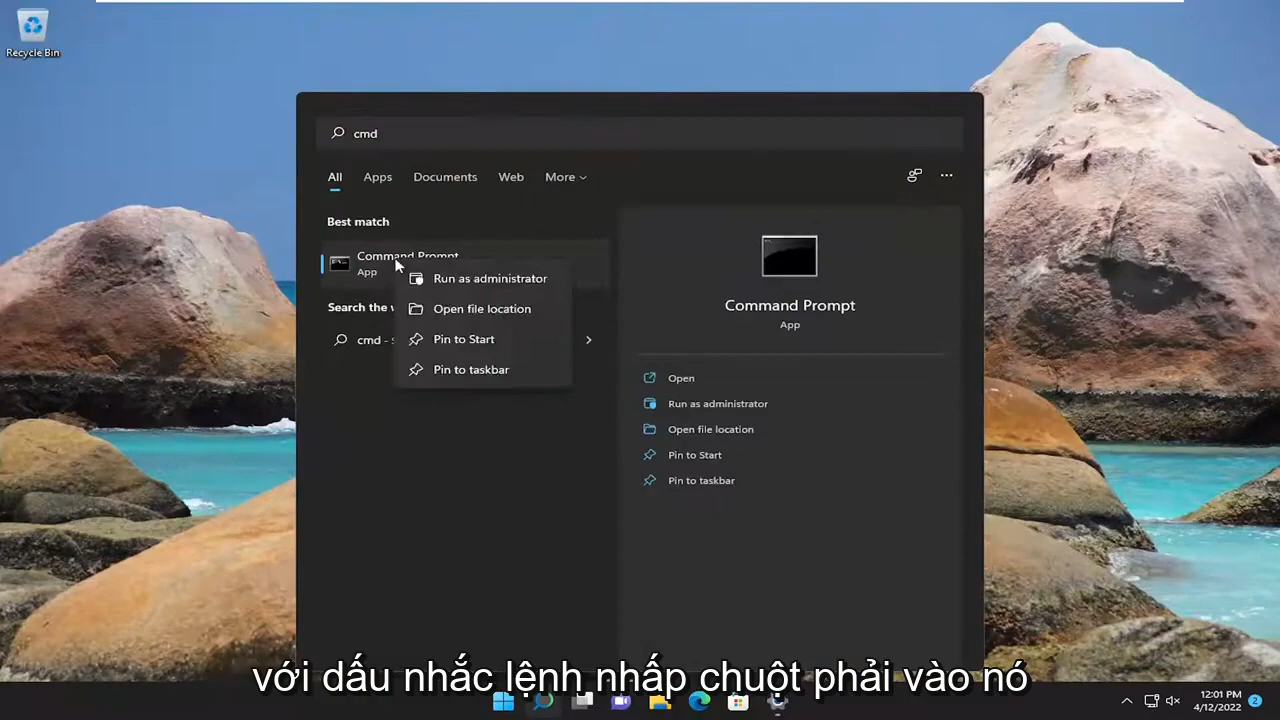 Recycle Bin
cmd
All Apps Documents Web More
Best match
Command Prompt
App
Search the
cmd -
Run as administrator
Open file location
Pin to Start
Pin to taskbar
Command Prompt
App
Open
Run as administrator
Open file location
Pin to Start
Pin to taskbar
với dấu nhắc lệnh nhấp chuột phải vào nó
12:01 PM
4/12/2022
2